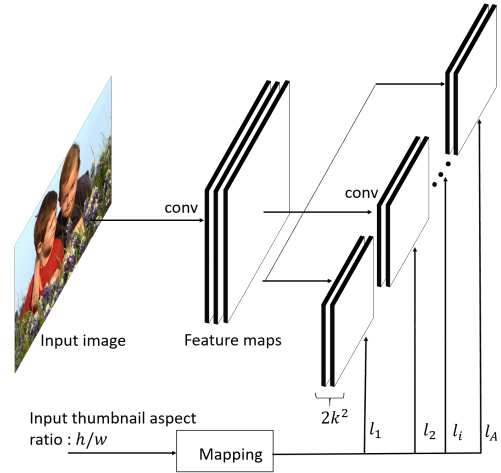 conv
conv
Input image
Feature maps
2k²
Input thumbnail aspect
ratio : h/w
Mapping
l₁
l₂
lᵢ
l_A